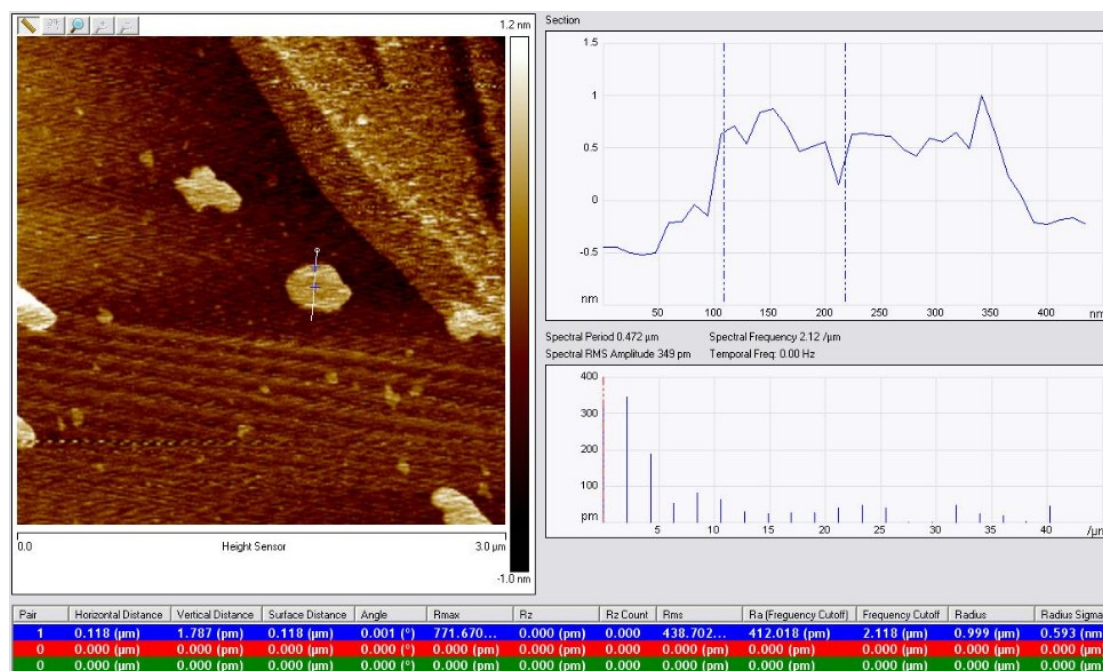 1.2 nm
0.0 Height Sensor 3.0 µm
-1.0 nm
Section
1.5
1
0.5
0
-0.5
nm
50 100 150 200 250 300 350 400 nm
Spectral Period 0.472 µm Spectral Frequency 2.12 /µm
Spectral RMS Amplitude 349 pm Temporal Freq: 0.00 Hz
400
300
200
100
pm
5 10 15 20 25 30 35 40 /µm
Pair Horizontal Distance Vertical Distance Surface Distance Angle Rmax Rz Rz Count Rms Ra (Frequency Cutoff) Frequency Cutoff Radius Radius Sigma
1 0.118 (µm) 1.787 (pm) 0.118 (µm) 0.001 (°) 771.670... 0.000 (pm) 0.000 438.702... 412.018 (pm) 2.118 (µm) 0.999 (µm) 0.593 (nm)
0 0.000 (µm) 0.000 (pm) 0.000 (µm) 0.000 (°) 0.000 (pm) 0.000 (pm) 0.000 0.000 (pm) 0.000 (pm) 0.000 (µm) 0.000 (µm) 0.000 (µm)
0 0.000 (µm) 0.000 (pm) 0.000 (µm) 0.000 (°) 0.000 (pm) 0.000 (pm) 0.000 0.000 (pm) 0.000 (pm) 0.000 (µm) 0.000 (µm) 0.000 (µm)